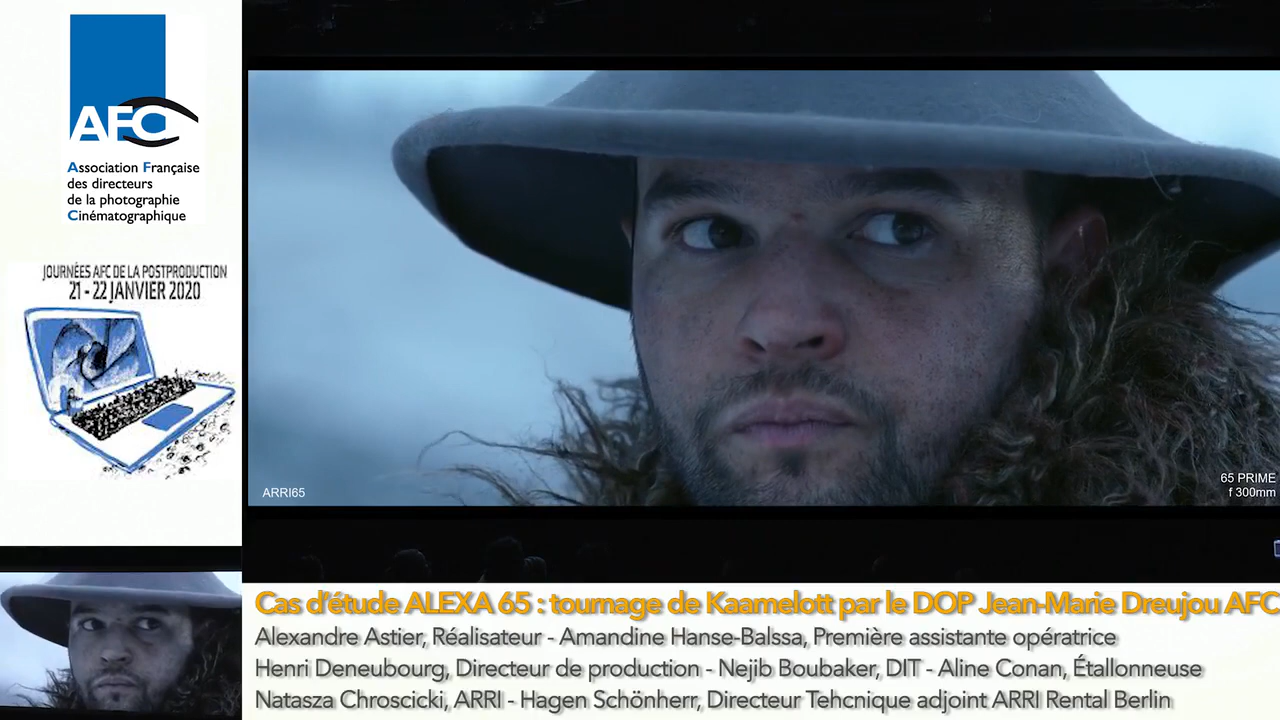 AFC
Association Française
des directeurs
de la photographie
Cinématographique
JOURNÉES AFC DE LA POSTPRODUCTION
21 - 22 JANVIER 2020
ARRI65
65 PRIME
f 300mm
Cas d'étude ALEXA 65 : tournage de Kaamelott par le DOP Jean-Marie Dreujou AFC
Alexandre Astier, Réalisateur - Amandine Hanse-Balssa, Première assistante opératrice
Henri Deneubourg, Directeur de production - Nejib Boubaker, DIT - Aline Conan, Étallonneuse
Natasza Chroscicki, ARRI - Hagen Schönherr, Directeur Tehcnique adjoint ARRI Rental Berlin